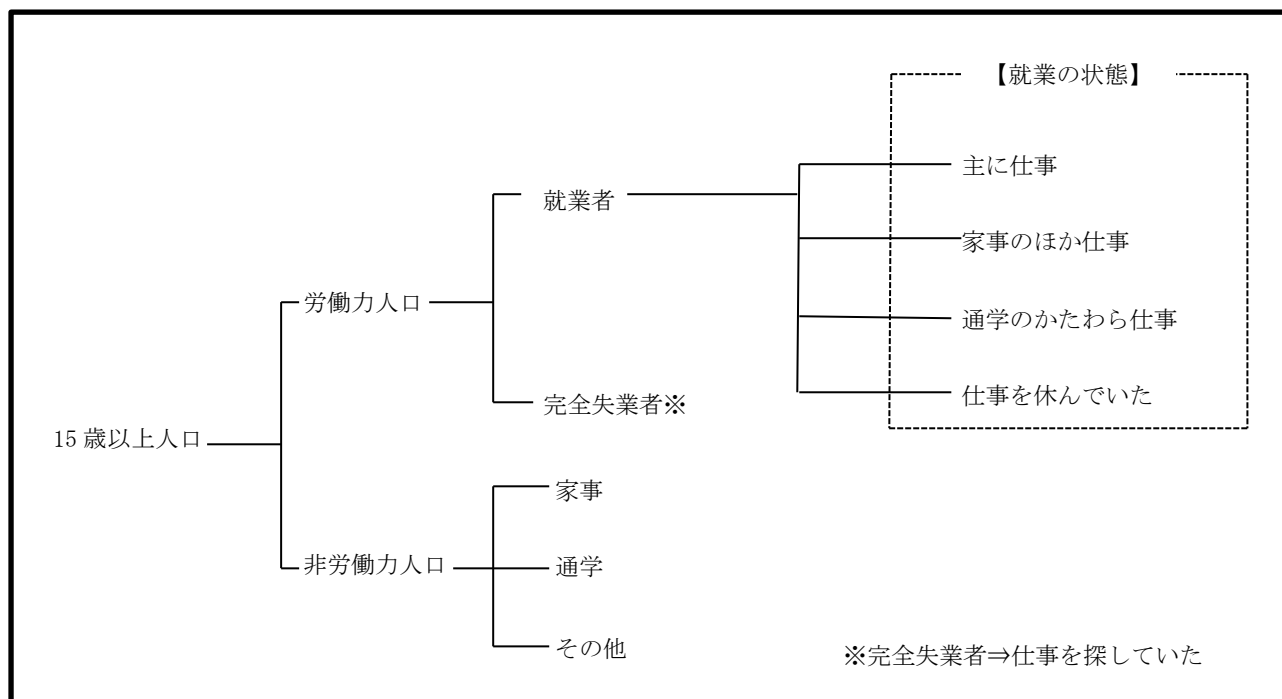 【就業の状態】
主に仕事
就業者
家事のほか仕事
労働力人口
通学のかたわら仕事
仕事を休んでいた
完全失業者※
15歳以上人口
家事
非労働力人口
通学
その他
※完全失業者⇒仕事を探していた